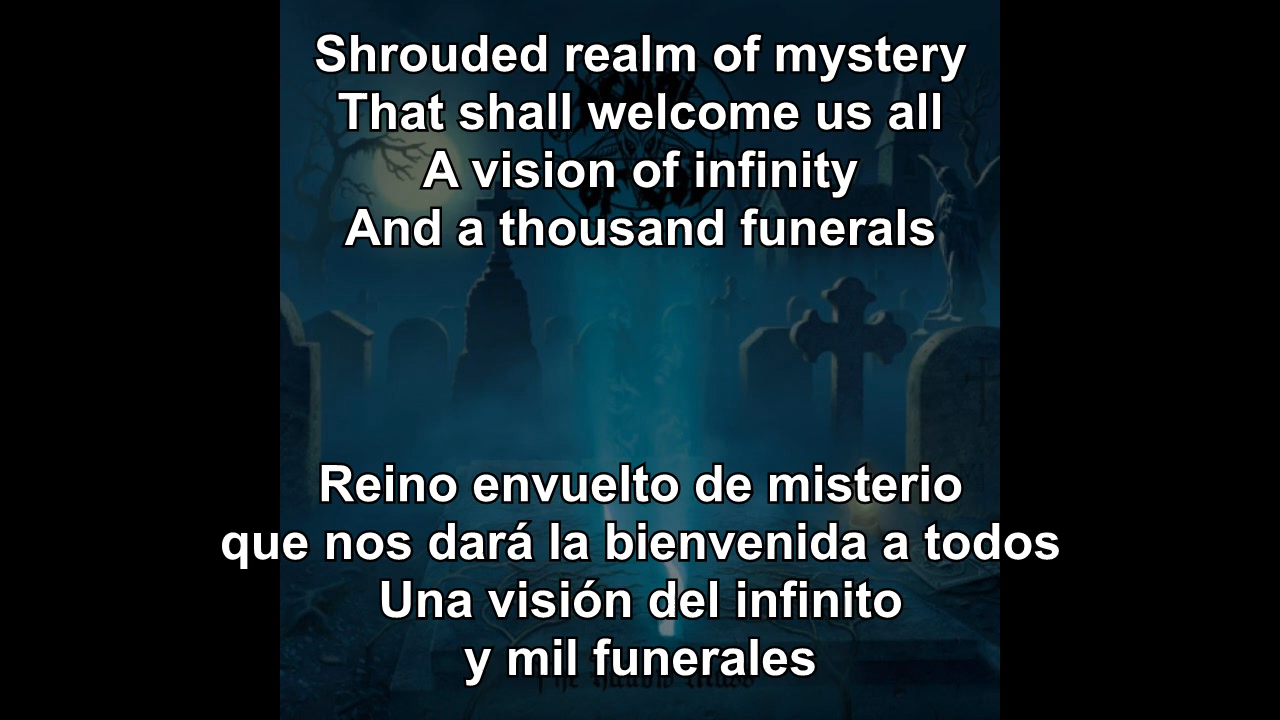 Shrouded realm of mystery
That shall welcome us all
A vision of infinity
And a thousand funerals
Reino envuelto de misterio
que nos dará la bienvenida a todos
Una visión del infinito
y mil funerales